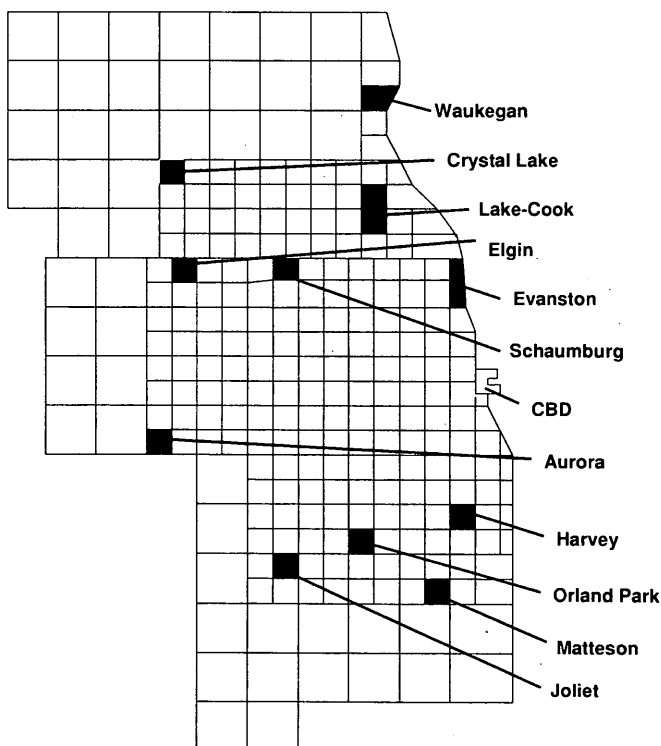 Waukegan
Crystal Lake
Lake-Cook
Elgin
Evanston
Schaumburg
CBD
Aurora
Harvey
Orland Park
Matteson
Joliet